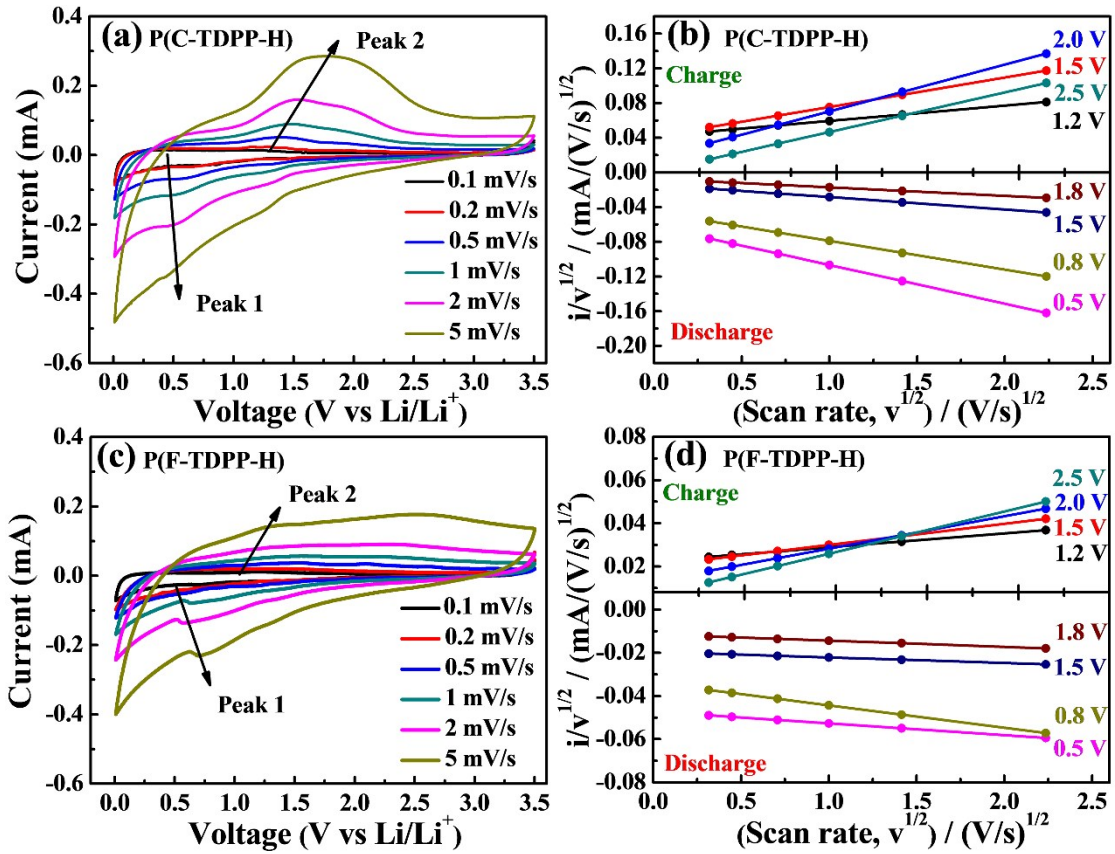 (a) P(C-TDPP-H)
Peak 2
Peak 1
0.1 mV/s
0.2 mV/s
0.5 mV/s
1 mV/s
2 mV/s
5 mV/s
0.4
0.2
0.0
-0.2
-0.4
-0.6
Current (mA)
0.0 0.5 1.0 1.5 2.0 2.5 3.0 3.5
Voltage (V vs Li/Li⁺)
(b) P(C-TDPP-H)
Charge
2.0 V
1.5 V
2.5 V
1.2 V
1.8 V
1.5 V
0.8 V
0.5 V
Discharge
0.16
0.12
0.08
0.04
0.00
-0.04
-0.08
-0.12
-0.16
-0.20
i/v^1/2 / (mA/(V/s)^1/2
0.0 0.5 1.0 1.5 2.0 2.5
(Scan rate, v^1/2) / (V/s)^1/2
(c) P(F-TDPP-H)
Peak 2
Peak 1
0.1 mV/s
0.2 mV/s
0.5 mV/s
1 mV/s
2 mV/s
5 mV/s
0.4
0.2
0.0
-0.2
-0.4
-0.6
Current (mA)
0.0 0.5 1.0 1.5 2.0 2.5 3.0 3.5
Voltage (V vs Li/Li⁺)
(d) P(F-TDPP-H)
Charge
2.5 V
2.0 V
1.5 V
1.2 V
1.8 V
1.5 V
0.8 V
0.5 V
Discharge
0.08
0.06
0.04
0.02
0.00
-0.02
-0.04
-0.06
-0.08
i/v^1/2 / (mA/(V/s)^1/2
0.0 0.5 1.0 1.5 2.0 2.5
(Scan rate, v^1/2) / (V/s)^1/2